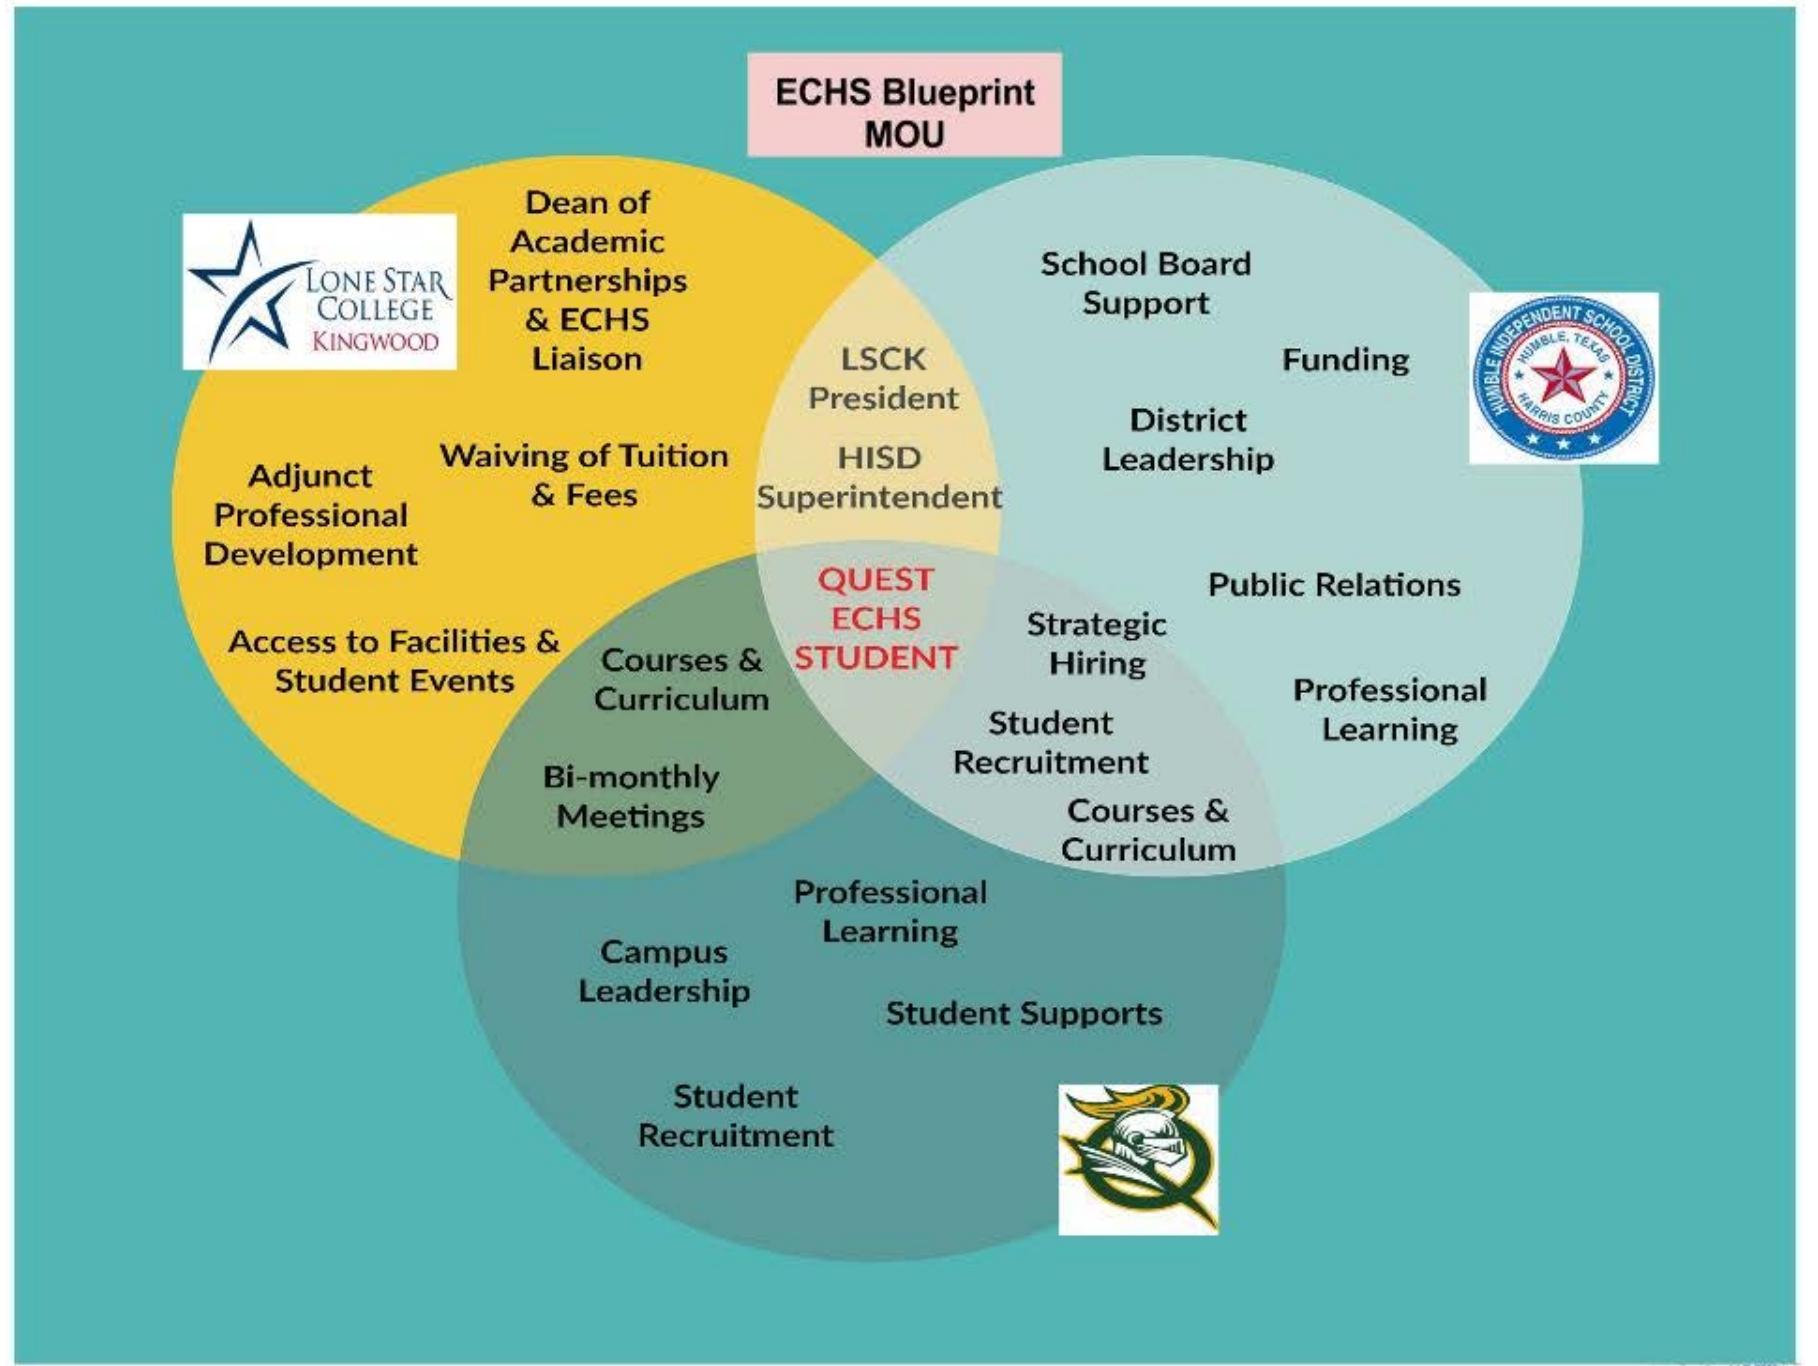 ECHS Blueprint
MOU
Dean of
Academic
Partnerships
& ECHS
Liaison
LONE STAR
COLLEGE
KINGWOOD
Adjunct
Professional
Development
Waiving of Tuition
& Fees
Access to Facilities &
Student Events
LSCK
President
HISD
Superintendent
School Board
Support
Funding
District
Leadership
HUMBLE INDEPENDENT SCHOOL DISTRICT
HUMBLE, TEXAS
HARRIS COUNTY
Public Relations
Professional
Learning
QUEST
ECHS
STUDENT
Courses &
Curriculum
Bi-monthly
Meetings
Strategic
Hiring
Student
Recruitment
Courses &
Curriculum
Professional
Learning
Campus
Leadership
Student Supports
Student
Recruitment